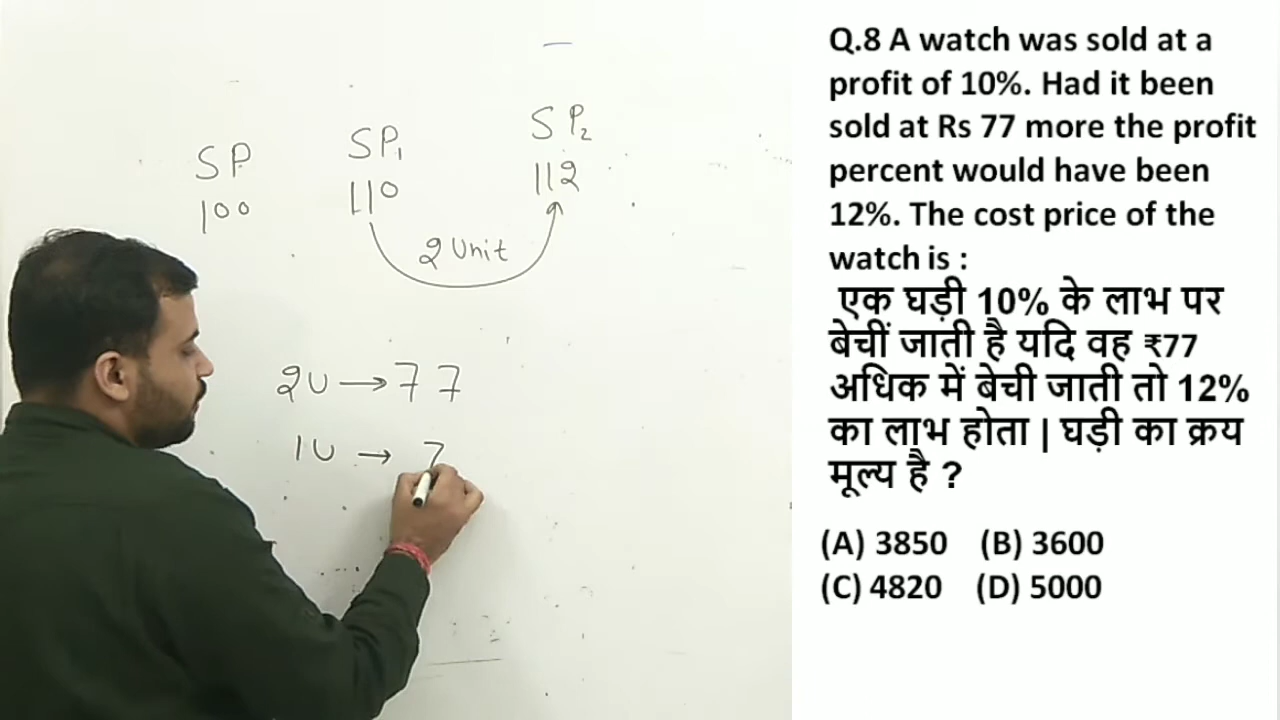 SP
100
SP₁
110
SP₂
112
2 Unit
2U → 77
1U → 7
Q.8 A watch was sold at a
profit of 10%. Had it been
sold at Rs 77 more the profit
percent would have been
12%. The cost price of the
watch is :
एक घड़ी 10% के लाभ पर
बेचीं जाती है यदि वह ₹77
अधिक में बेची जाती तो 12%
का लाभ होता | घड़ी का क्रय
मूल्य है ?
(A) 3850 (B) 3600
(C) 4820 (D) 5000